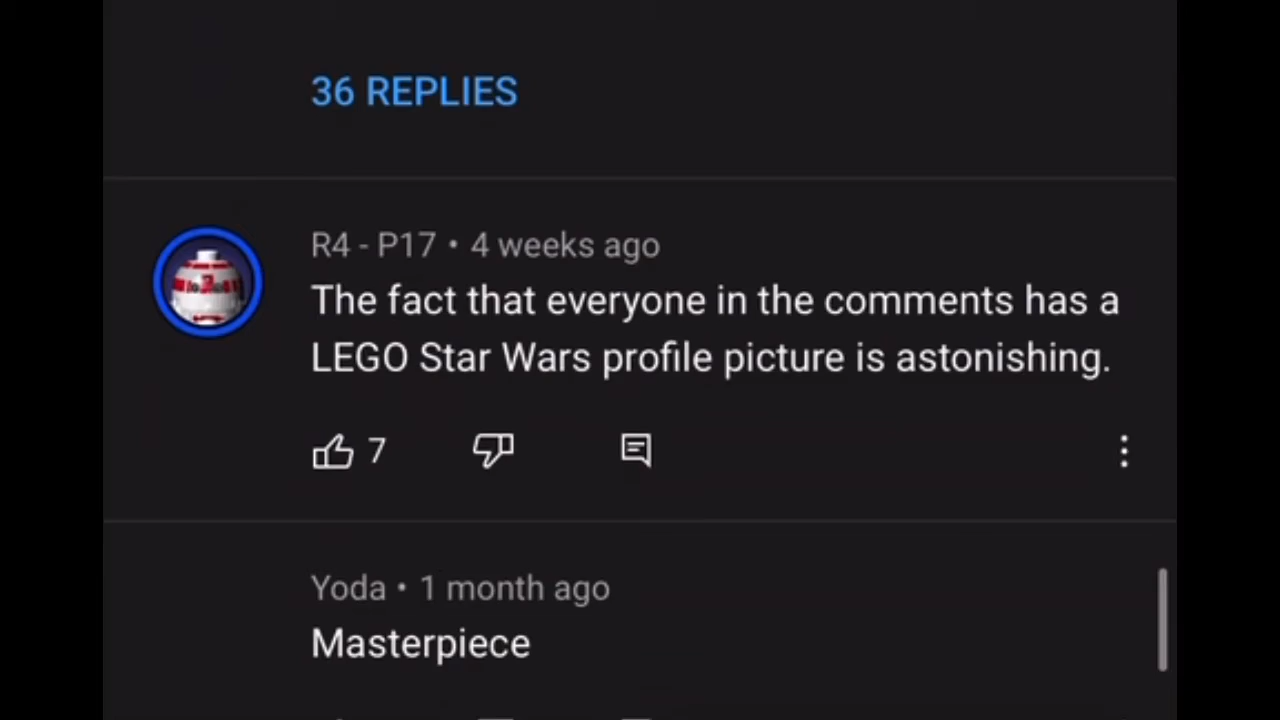 36 REPLIES
R4 - P17 • 4 weeks ago
The fact that everyone in the comments has a
LEGO Star Wars profile picture is astonishing.
7
Yoda • 1 month ago
Masterpiece